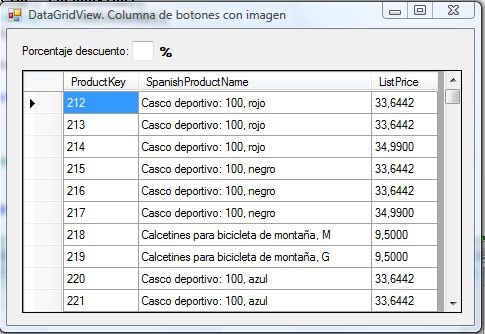 DataGridView. Columna de botones con imagen
Porcentaje descuento: %
ProductKey SpanishProductName ListPrice
212 Casco deportivo: 100, rojo 33,6442
213 Casco deportivo: 100, rojo 33,6442
214 Casco deportivo: 100, rojo 34,9900
215 Casco deportivo: 100, negro 33,6442
216 Casco deportivo: 100, negro 33,6442
217 Casco deportivo: 100, negro 34,9900
218 Calcetines para bicicleta de montaña, M 9,5000
219 Calcetines para bicicleta de montaña, G 9,5000
220 Casco deportivo: 100, azul 33,6442
221 Casco deportivo: 100, azul 33,6442